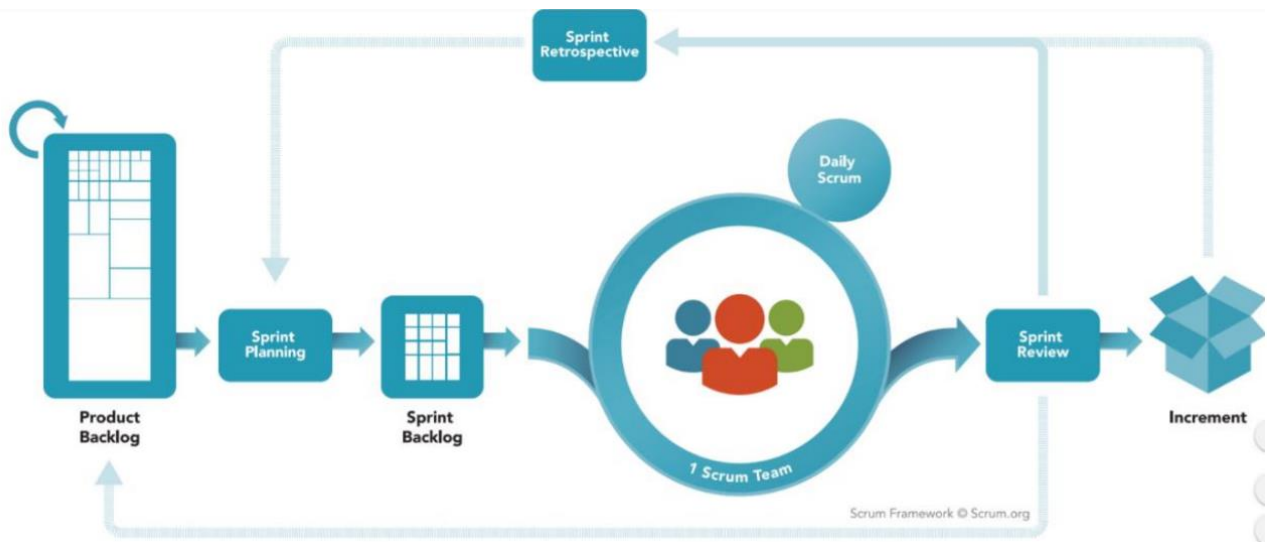 Sprint
Retrospective
Daily
Scrum
Sprint
Planning
Sprint
Review
Product
Backlog
Sprint
Backlog
Increment
1 Scrum Team
Scrum Framework © Scrum.org